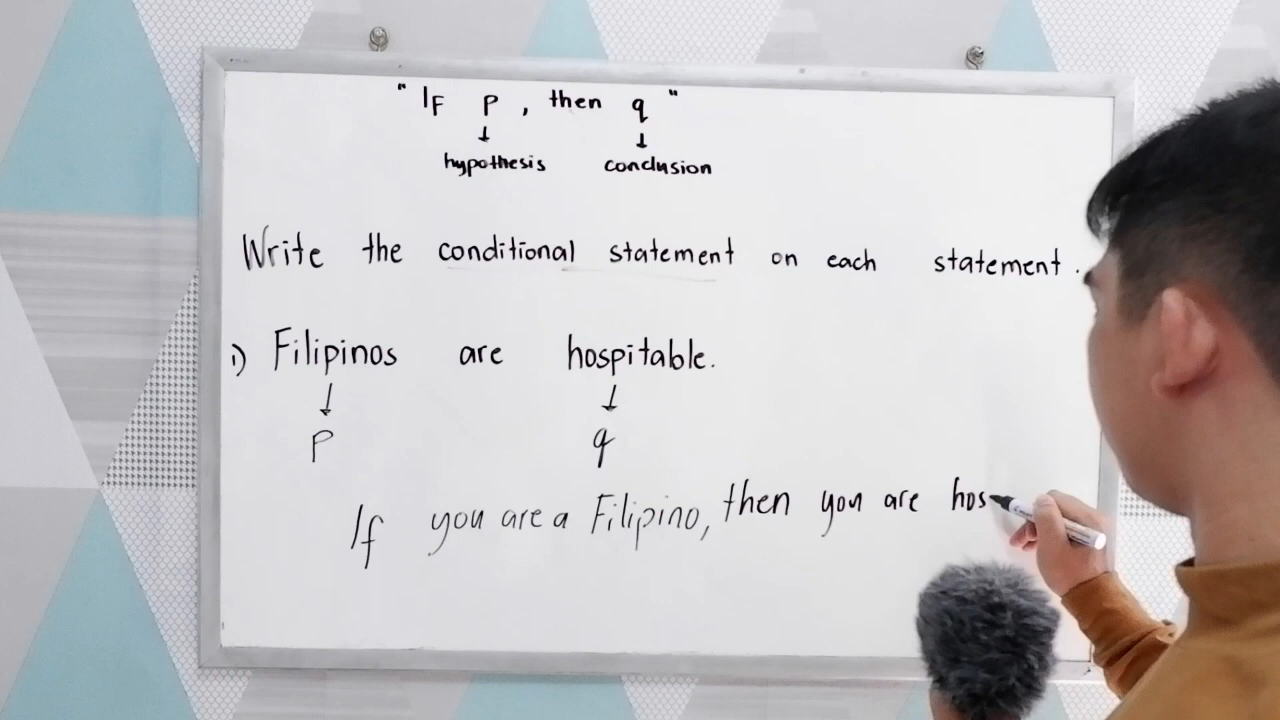 " IF P , then q "
↓ ↓
hypothesis conclusion
Write the conditional statement on each statement.
1) Filipinos are hospitable.
↓ ↓
P q
If you are a Filipino, then you are hos